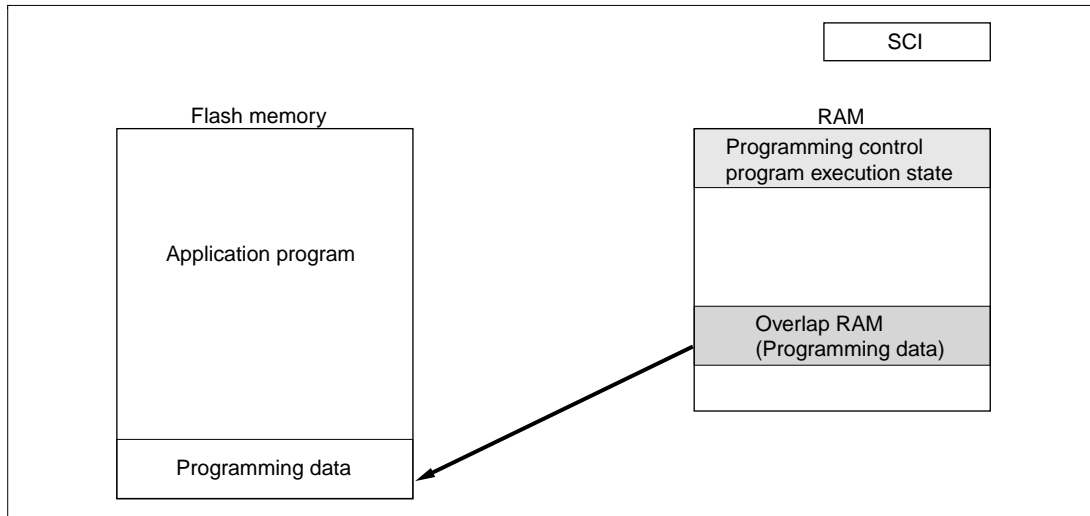 SCI
Flash memory
RAM
Programming control
program execution state
Application program
Overlap RAM
(Programming data)
Programming data